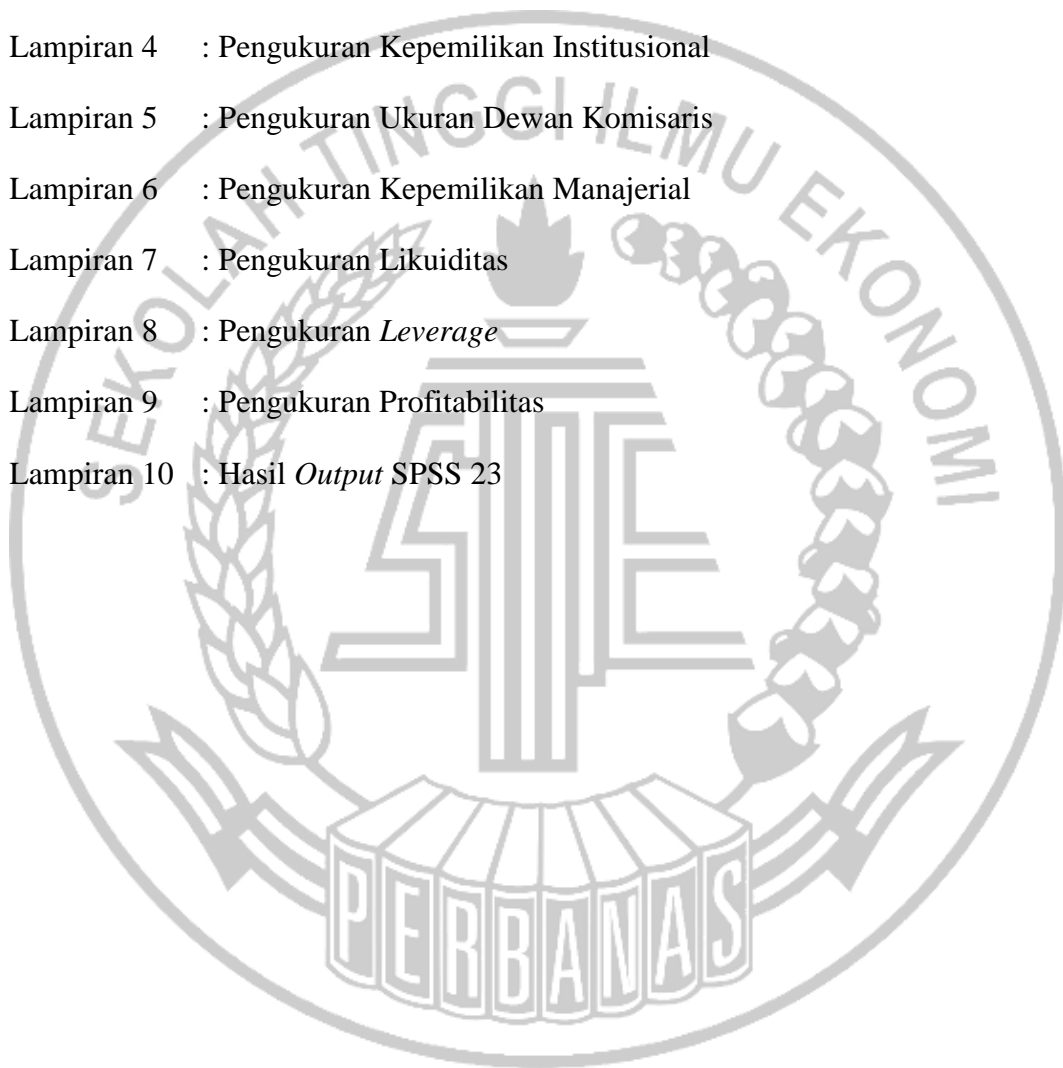 Lampiran 4 : Pengukuran Kepemilikan Institusional
Lampiran 5 : Pengukuran Ukuran Dewan Komisaris
Lampiran 6 : Pengukuran Kepemilikan Manajerial
Lampiran 7 : Pengukuran Likuiditas
Lampiran 8 : Pengukuran Leverage
Lampiran 9 : Pengukuran Profitabilitas
Lampiran 10 : Hasil Output SPSS 23
SEKOLAH TINGGI ILMU EKONOMI
STIE
PERBANAS